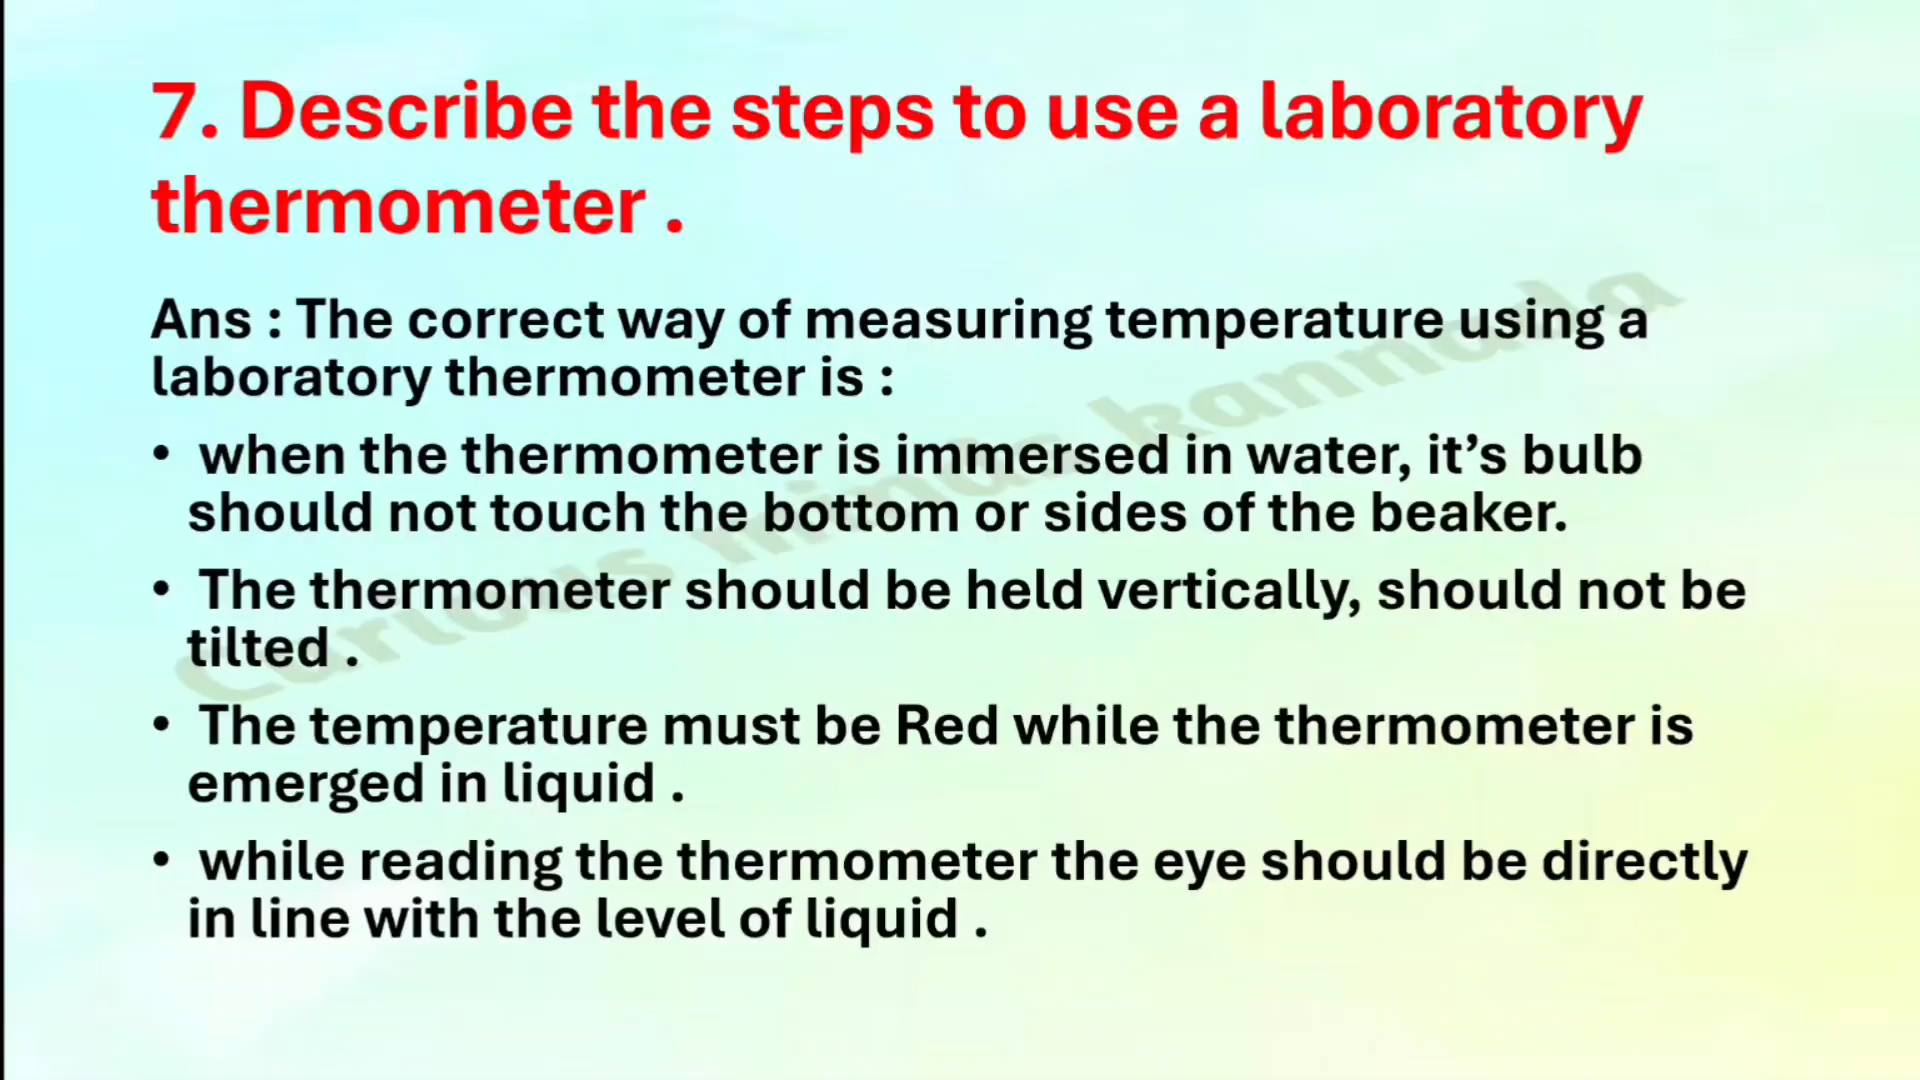 7. Describe the steps to use a laboratory
thermometer .
Ans : The correct way of measuring temperature using a
laboratory thermometer is :
• when the thermometer is immersed in water, it’s bulb
should not touch the bottom or sides of the beaker.
• The thermometer should be held vertically, should not be
tilted .
• The temperature must be Red while the thermometer is
emerged in liquid .
• while reading the thermometer the eye should be directly
in line with the level of liquid .
Curious minds kannada